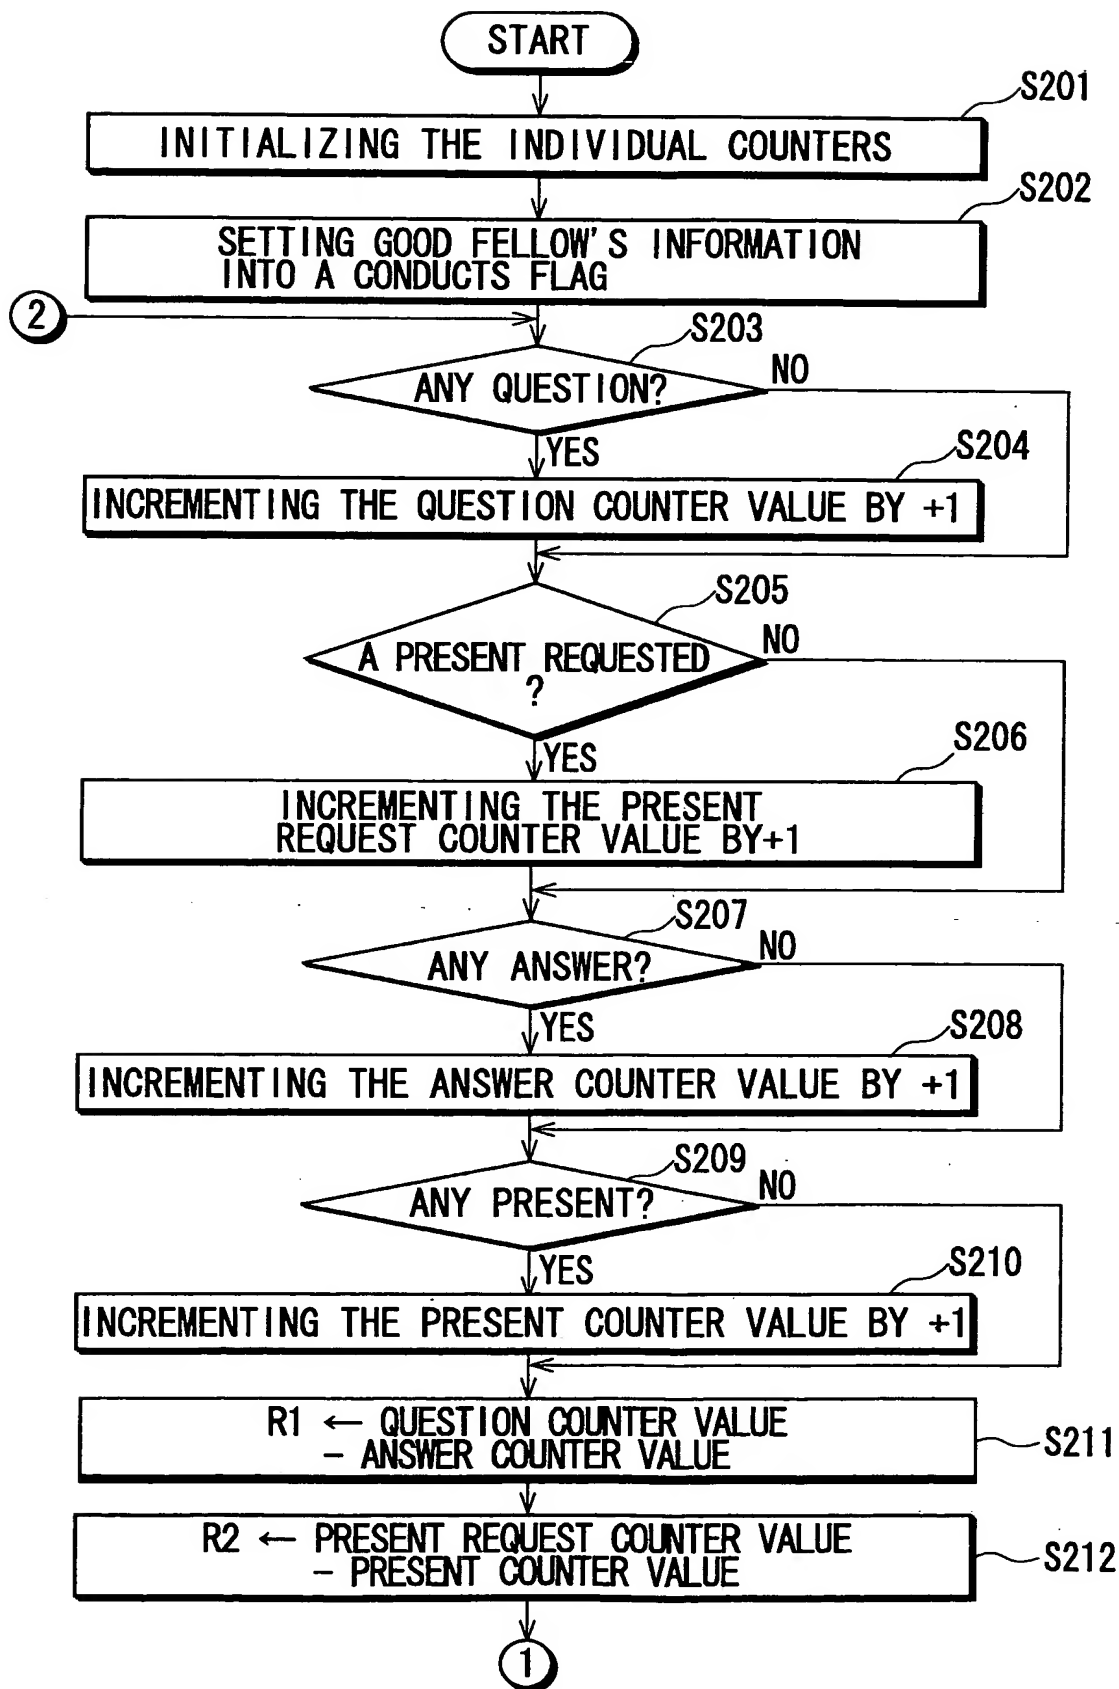 START
S201
INITIALIZING THE INDIVIDUAL COUNTERS
S202
SETTING GOOD FELLOW'S INFORMATION
INTO A CONDUCTS FLAG
2
S203
ANY QUESTION?
NO
YES
S204
INCREMENTING THE QUESTION COUNTER VALUE BY +1
S205
A PRESENT REQUESTED
?
NO
YES
S206
INCREMENTING THE PRESENT
REQUEST COUNTER VALUE BY+1
S207
ANY ANSWER?
NO
YES
S208
INCREMENTING THE ANSWER COUNTER VALUE BY +1
S209
ANY PRESENT?
NO
YES
S210
INCREMENTING THE PRESENT COUNTER VALUE BY +1
R1 ← QUESTION COUNTER VALUE
– ANSWER COUNTER VALUE
S211
R2 ← PRESENT REQUEST COUNTER VALUE
– PRESENT COUNTER VALUE
S212
1